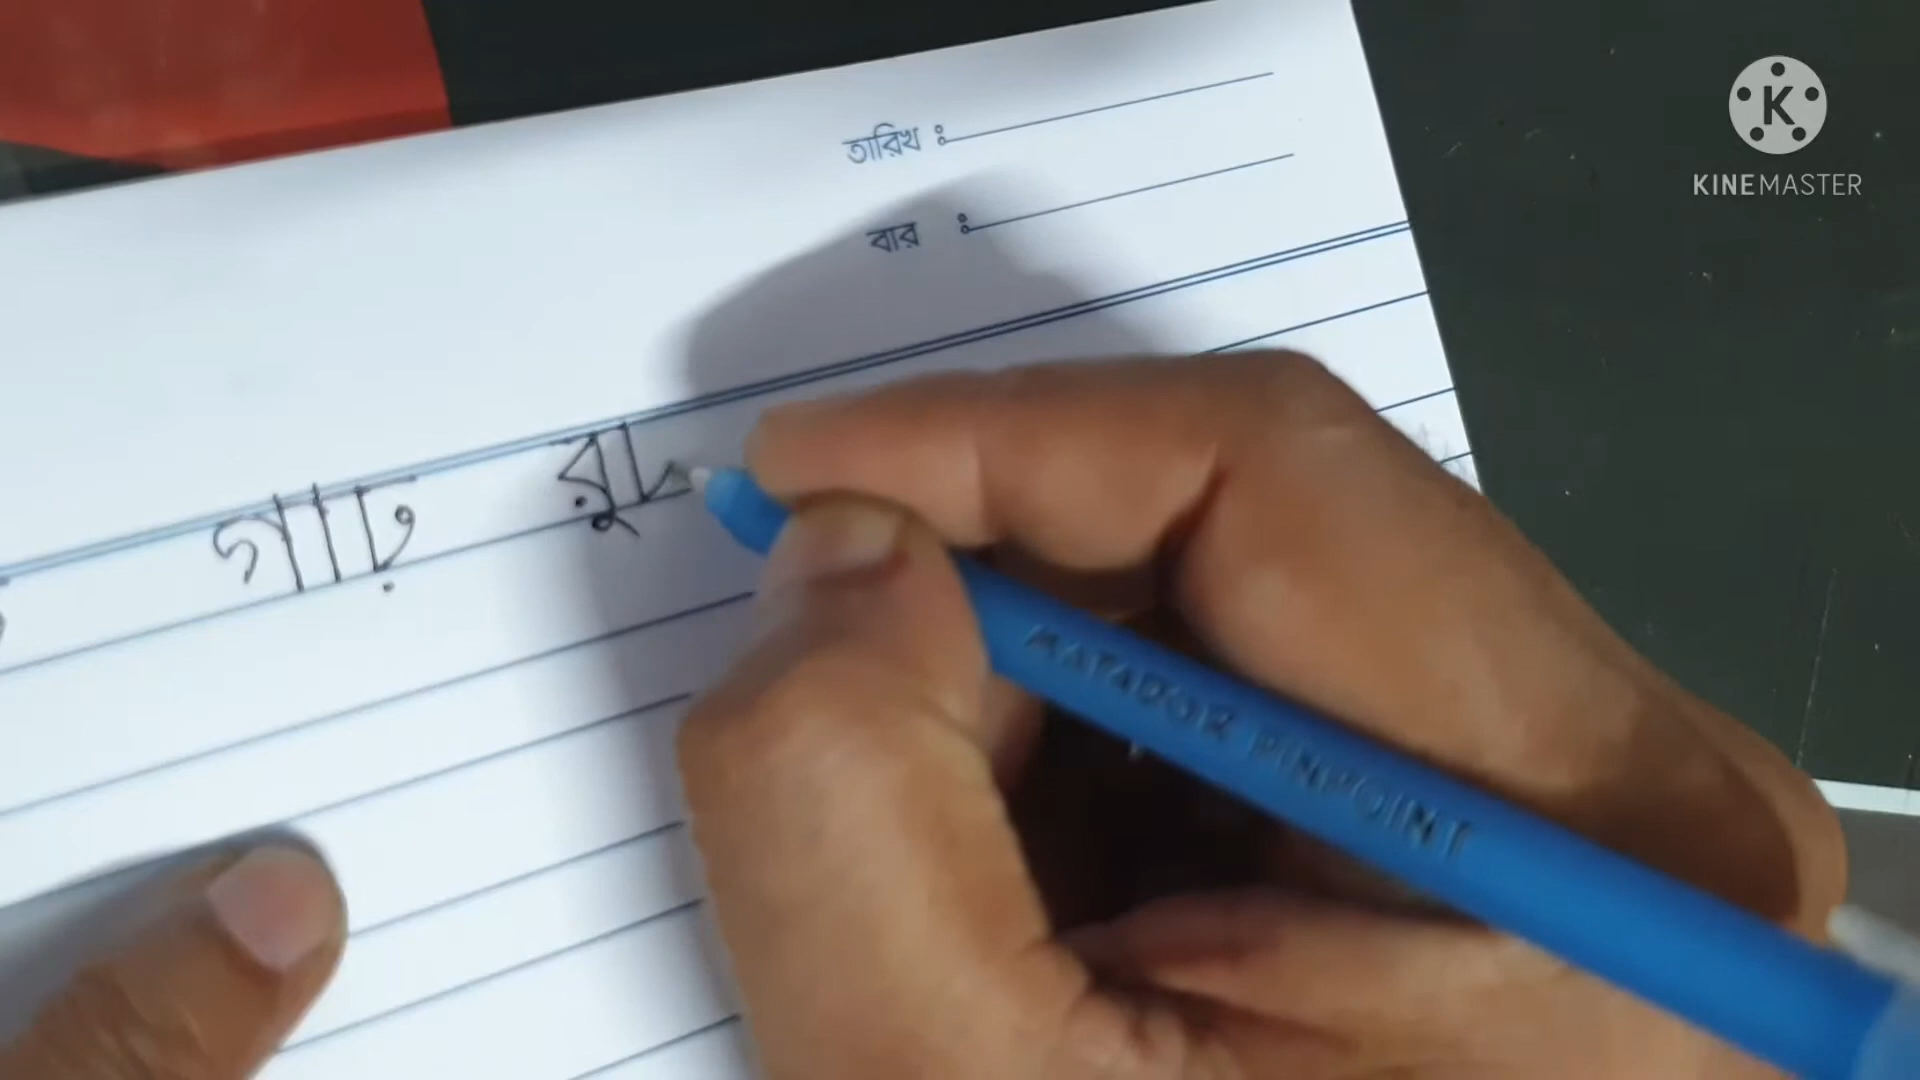 তারিখ ঃ
বার ঃ
গাঢ়
MATADOR PINPOINT
KINEMASTER